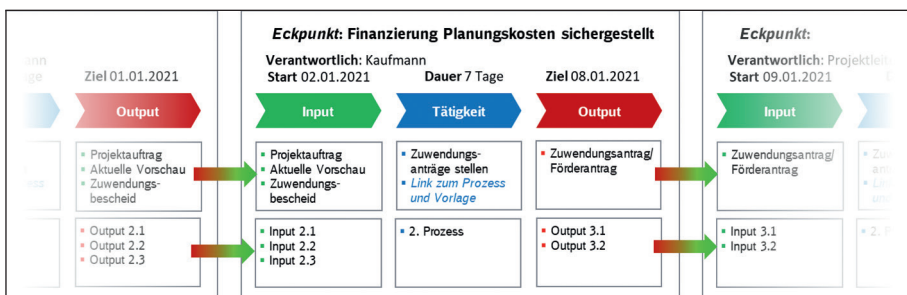 Ziel 01.01.2021
Output
Projektauftrag
Aktuelle Vorschau
Zuwendungs-
bescheid
Output 2.1
Output 2.2
Output 2.3
Eckpunkt: Finanzierung Planungskosten sichergestellt
Verantwortlich: Kaufmann
Start 02.01.2021
Dauer 7 Tage
Ziel 08.01.2021
Input
Tätigkeit
Output
Projektauftrag
Aktuelle Vorschau
Zuwendungs-
bescheid
Zuwendungs-
anträge stellen
Link zum Prozess
und Vorlage
Zuwendungsantrag/
Förderantrag
Input 2.1
Input 2.2
Input 2.3
2. Prozess
Output 3.1
Output 3.2
Eckpunkt:
Verantwortlich: Projektleit
Start 09.01.2021
Input
Zuwendungsantrag/
Förderantrag
Input 3.1
Input 3.2